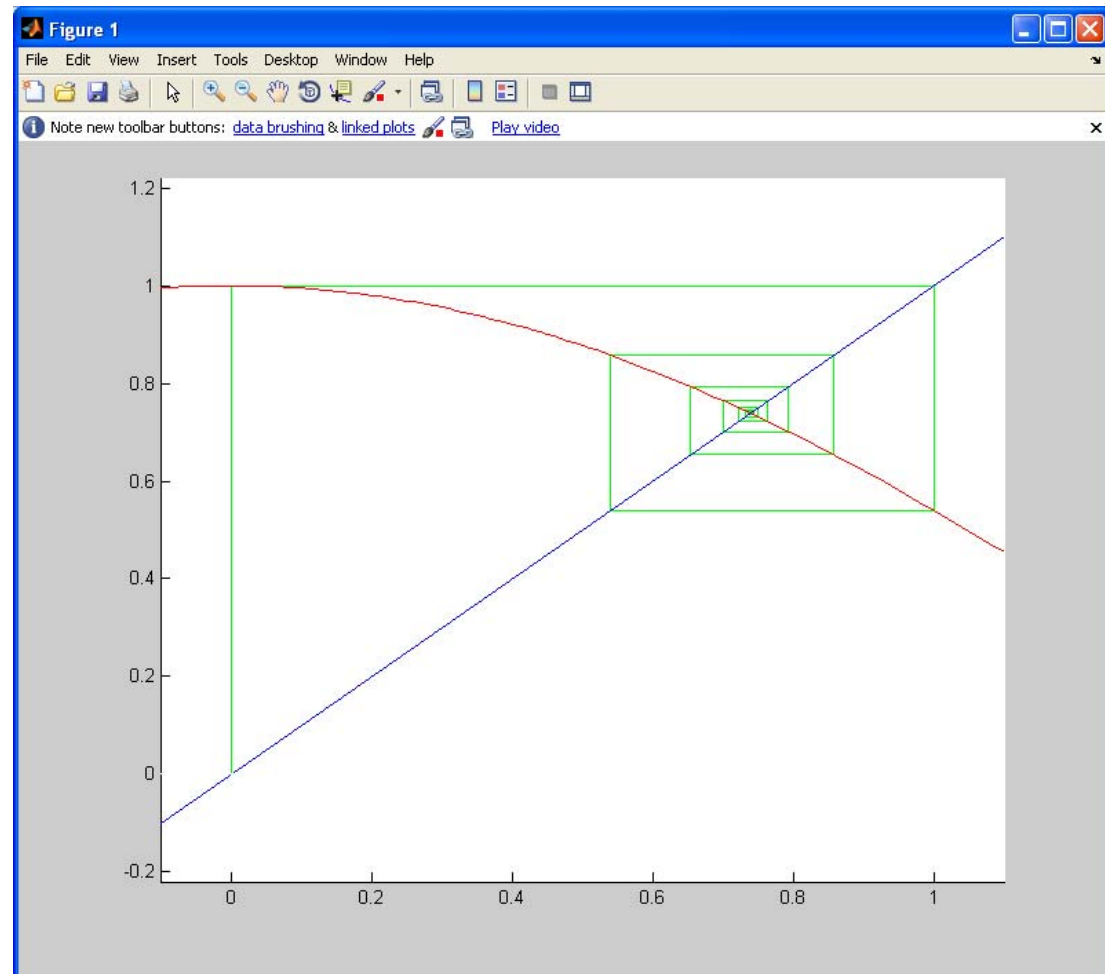 Figure 1
File Edit View Insert Tools Desktop Window Help
Note new toolbar buttons: data brushing & linked plots Play video
1.2
1
0.8
0.6
0.4
0.2
0
-0.2
0 0.2 0.4 0.6 0.8 1